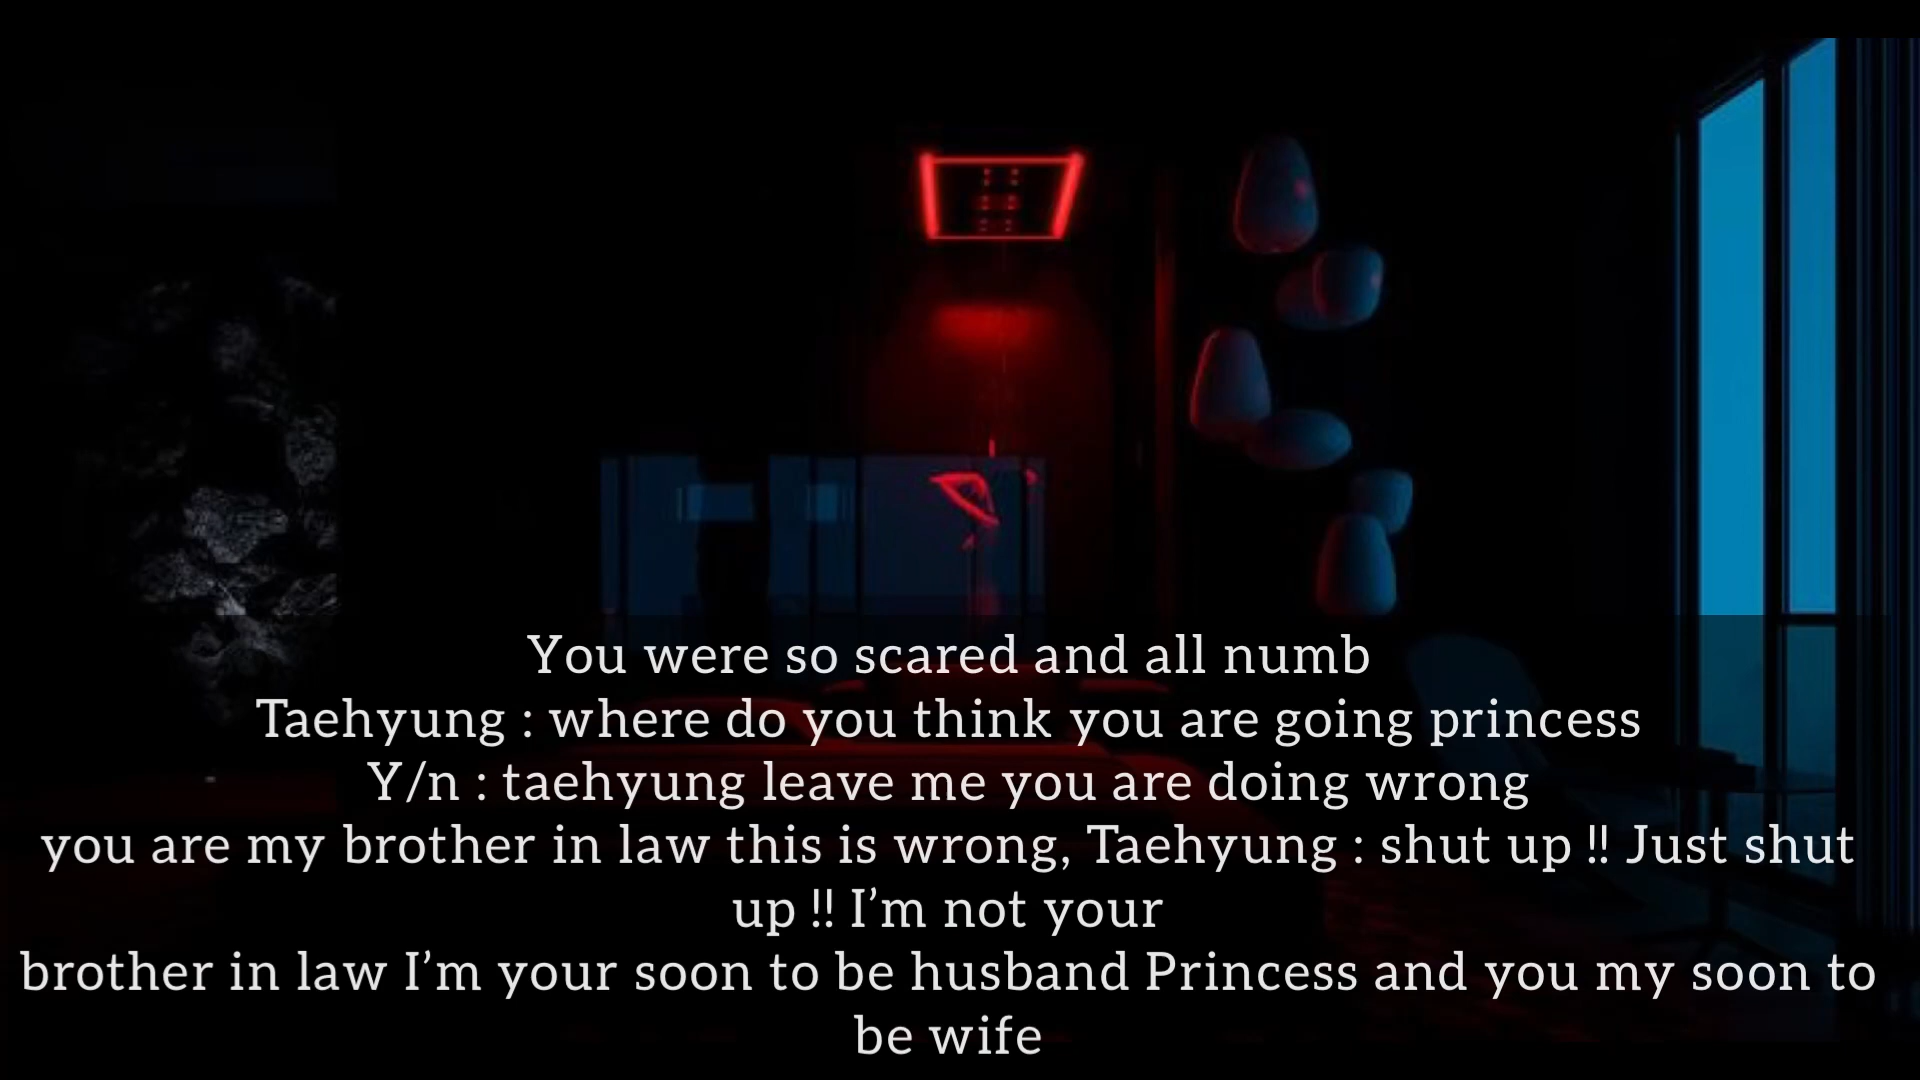 You were so scared and all numb
Taehyung : where do you think you are going princess
Y/n : taehyung leave me you are doing wrong
you are my brother in law this is wrong, Taehyung : shut up !! Just shut
up !! I’m not your
brother in law I’m your soon to be husband Princess and you my soon to
be wife